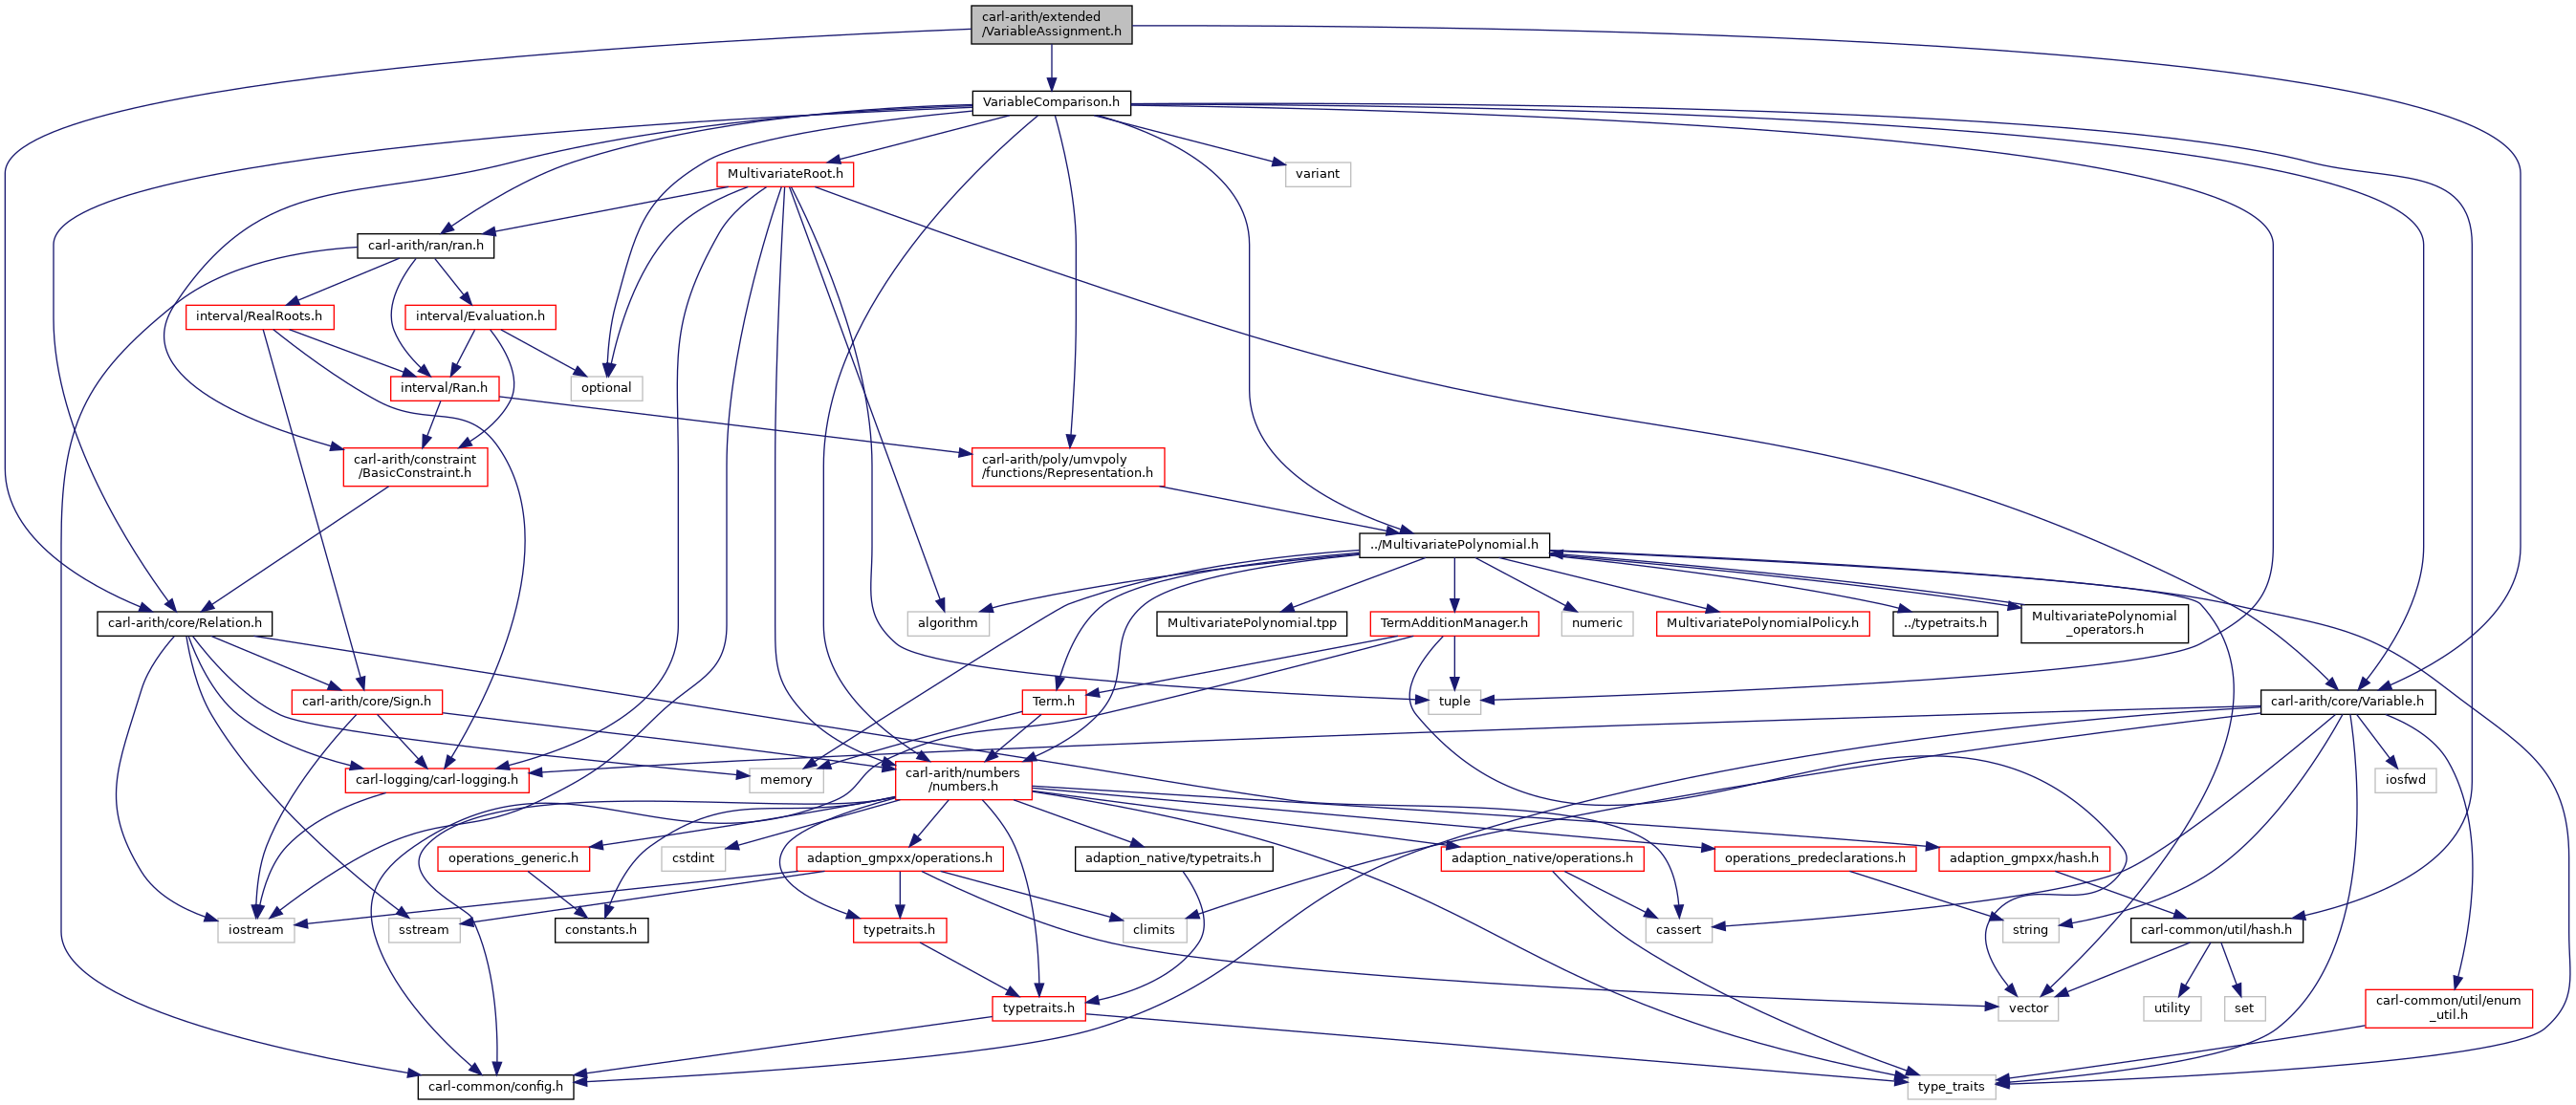 carl-arith/extended
/VariableAssignment.h
VariableComparison.h
MultivariateRoot.h
variant
carl-arith/ran/ran.h
interval/RealRoots.h
interval/Evaluation.h
interval/Ran.h
optional
carl-arith/constraint
/BasicConstraint.h
carl-arith/poly/umvpoly
/functions/Representation.h
../MultivariatePolynomial.h
carl-arith/core/Relation.h
algorithm
MultivariatePolynomial.tpp
TermAdditionManager.h
numeric
MultivariatePolynomialPolicy.h
../typetraits.h
MultivariatePolynomial
_operators.h
carl-arith/core/Sign.h
Term.h
tuple
carl-arith/core/Variable.h
carl-logging/carl-logging.h
memory
carl-arith/numbers
/numbers.h
iosfwd
operations_generic.h
cstdint
adaption_gmpxx/operations.h
adaption_native/typetraits.h
adaption_native/operations.h
operations_predeclarations.h
adaption_gmpxx/hash.h
iostream
sstream
constants.h
typetraits.h
climits
cassert
string
carl-common/util/hash.h
typetraits.h
vector
utility
set
carl-common/util/enum
_util.h
carl-common/config.h
type_traits